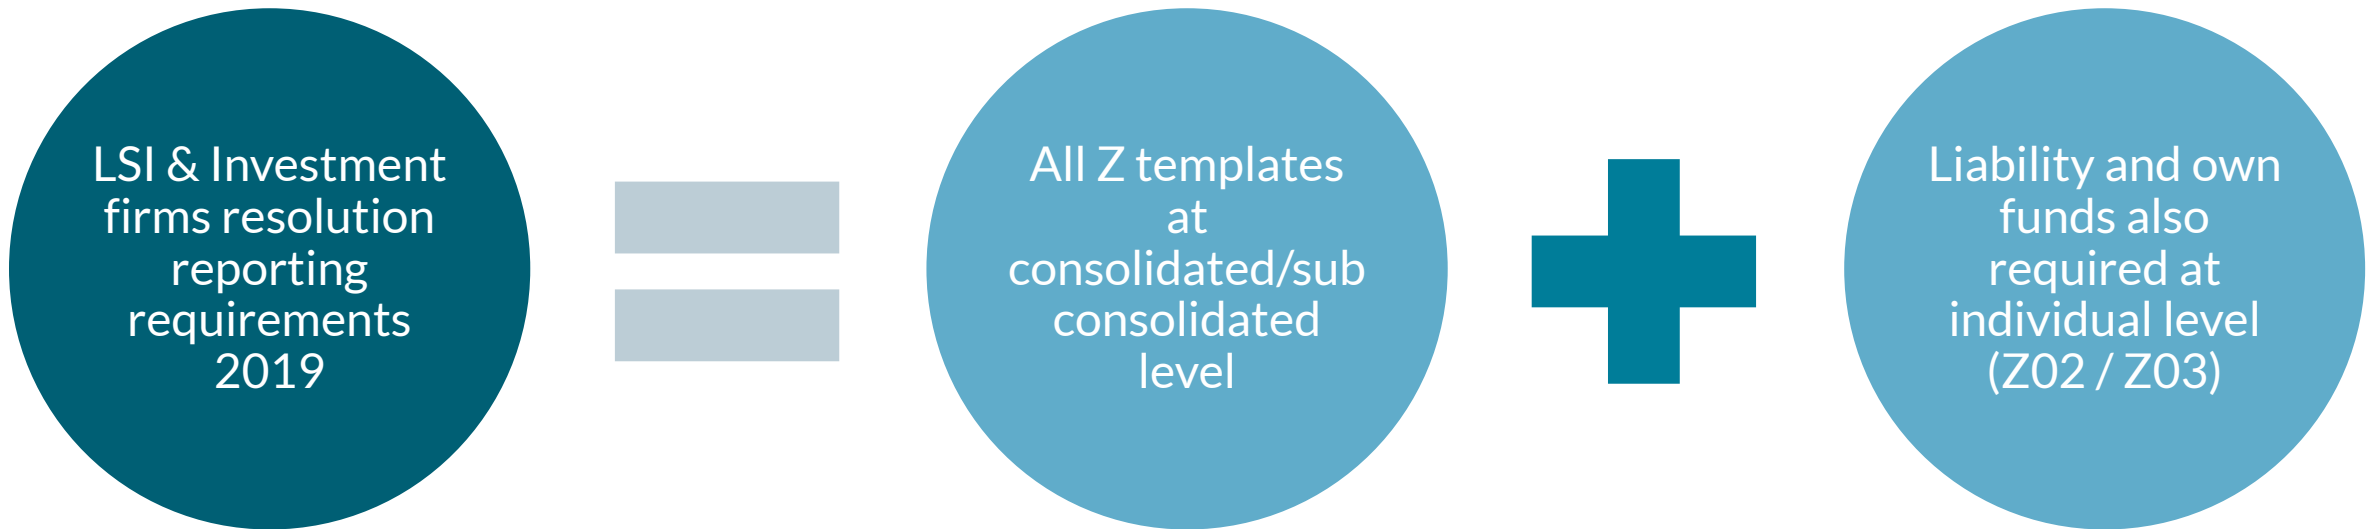 LSI & Investment
firms resolution
reporting
requirements
2019
All Z templates
at
consolidated/sub
consolidated
level
Liability and own
funds also
required at
individual level
(Z02 / Z03)